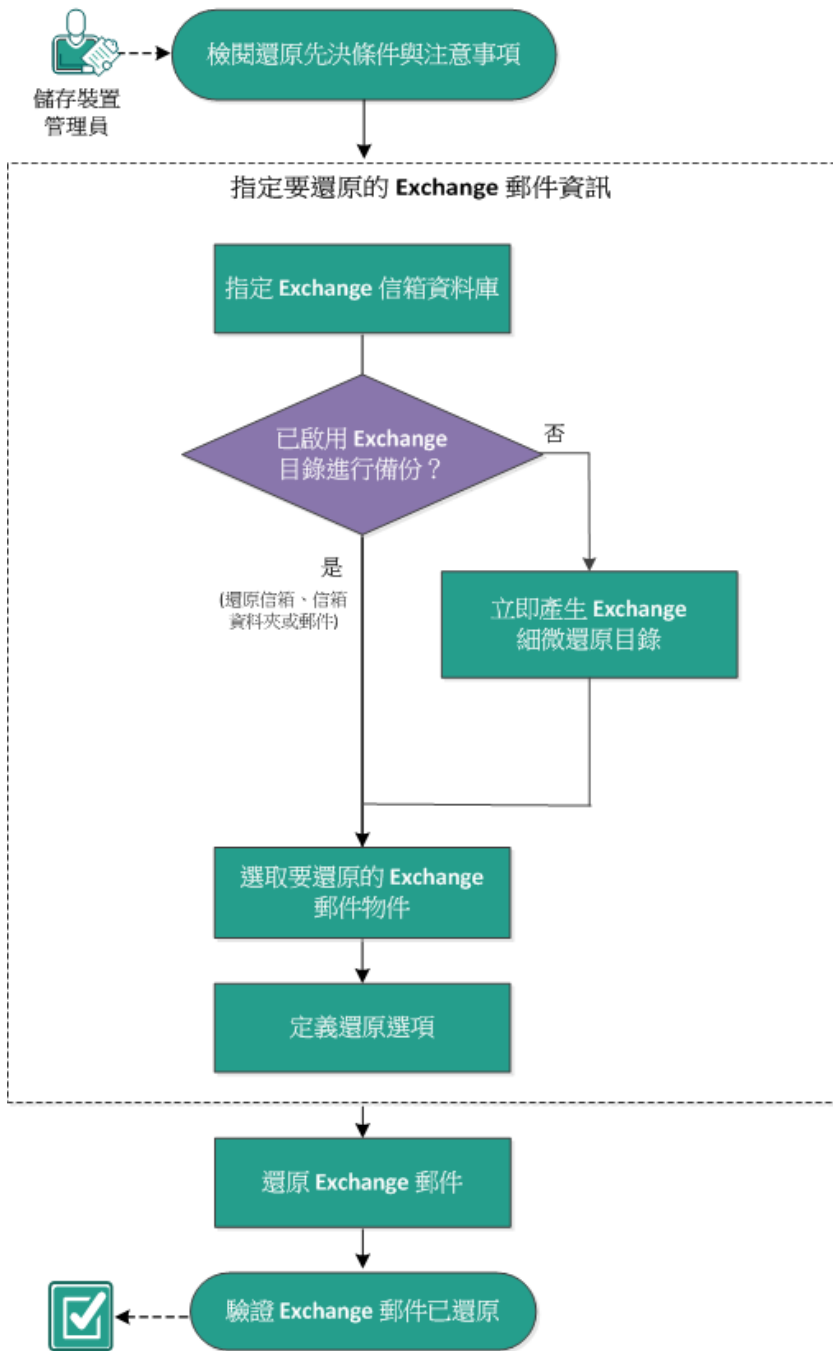 檢閱還原先決條件與注意事項
儲存裝置
管理員
指定要還原的 Exchange 郵件資訊
指定 Exchange 信箱資料庫
已啟用 Exchange
目錄進行備份？
否
是
(還原信箱、信箱
資料夾或郵件)
立即產生 Exchange
細微還原目錄
選取要還原的 Exchange
郵件物件
定義還原選項
還原 Exchange 郵件
驗證 Exchange 郵件已還原